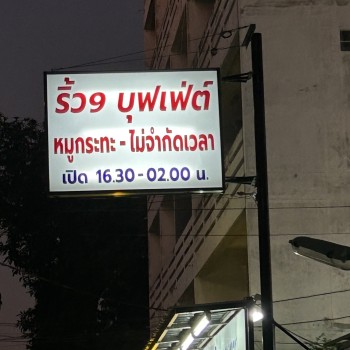 ริ้ว9 บุฟเฟ่ต์
หมูกระทะ - ไม่จำกัดเวลา
เปิด 16.30 - 02.00 น.